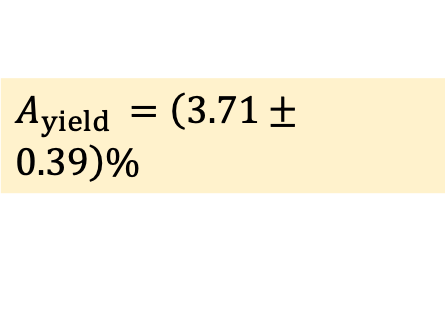 A_yield = (3.71 ±
0.39)%